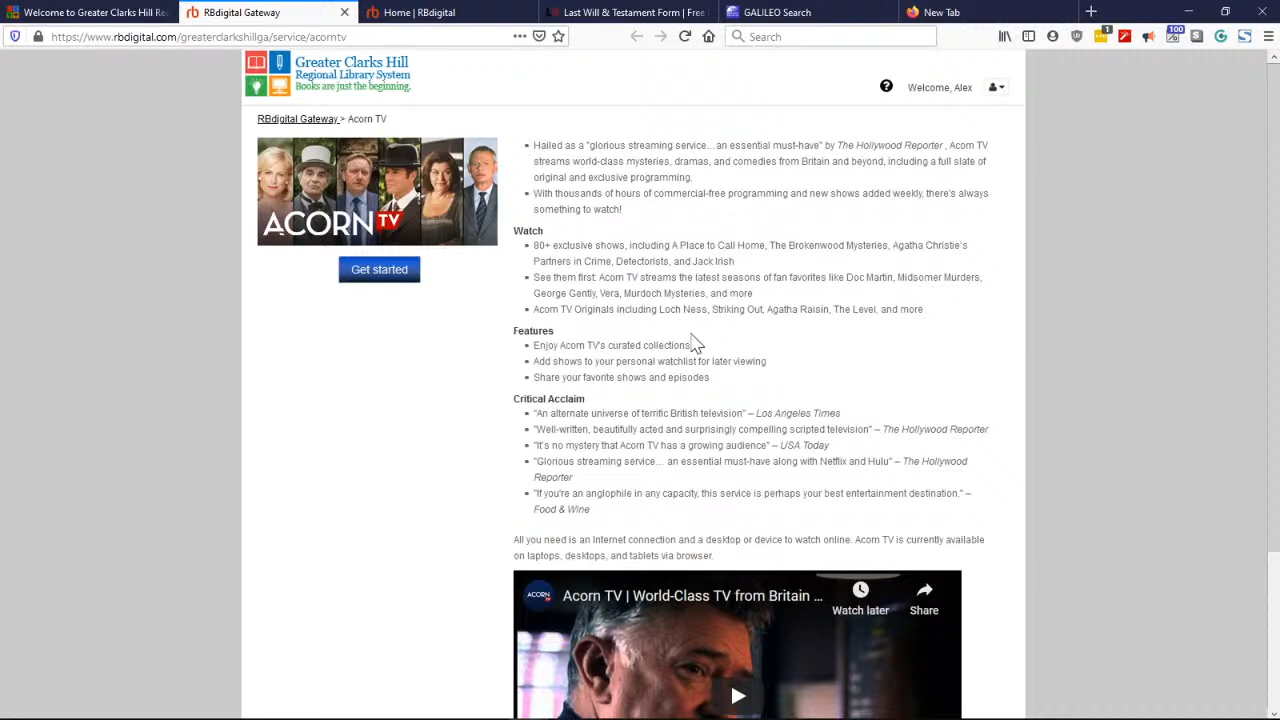 Welcome to Greater Clarks Hill Re
RBdigital Gateway
Home | RBdigital
Last Will & Testament Form | Free
GALILEO Search
New Tab
https://www.rbdigital.com/greaterclarkshillga/service/acorntv
Search
1
100
Greater Clarks Hill
Regional Library System
Books are just the beginning.
Welcome, Alex
RBdigital Gateway > Acorn TV
ACORN TV
Get started
• Hailed as a "glorious streaming service…an essential must-have" by The Hollywood Reporter , Acorn TV
streams world-class mysteries, dramas, and comedies from Britain and beyond, including a full slate of
original and exclusive programming.
• With thousands of hours of commercial-free programming and new shows added weekly, there's always
something to watch!
Watch
• 80+ exclusive shows, including A Place to Call Home, The Brokenwood Mysteries, Agatha Christie's
Partners in Crime, Detectorists, and Jack Irish
• See them first: Acorn TV streams the latest seasons of fan favorites like Doc Martin, Midsomer Murders,
George Gently, Vera, Murdoch Mysteries, and more
• Acorn TV Originals including Loch Ness, Striking Out, Agatha Raisin, The Level, and more
Features
• Enjoy Acorn TV's curated collections
• Add shows to your personal watchlist for later viewing
• Share your favorite shows and episodes
Critical Acclaim
• "An alternate universe of terrific British television" – Los Angeles Times
• "Well-written, beautifully acted and surprisingly compelling scripted television" – The Hollywood Reporter
• "It's no mystery that Acorn TV has a growing audience" – USA Today
• "Glorious streaming service… an essential must-have along with Netflix and Hulu" – The Hollywood
Reporter
• "If you're an anglophile in any capacity, this service is perhaps your best entertainment destination." –
Food & Wine
All you need is an Internet connection and a desktop or device to watch online. Acorn TV is currently available
on laptops, desktops, and tablets via browser.
ACORN TV
Acorn TV | World-Class TV from Britain ...
Watch later
Share